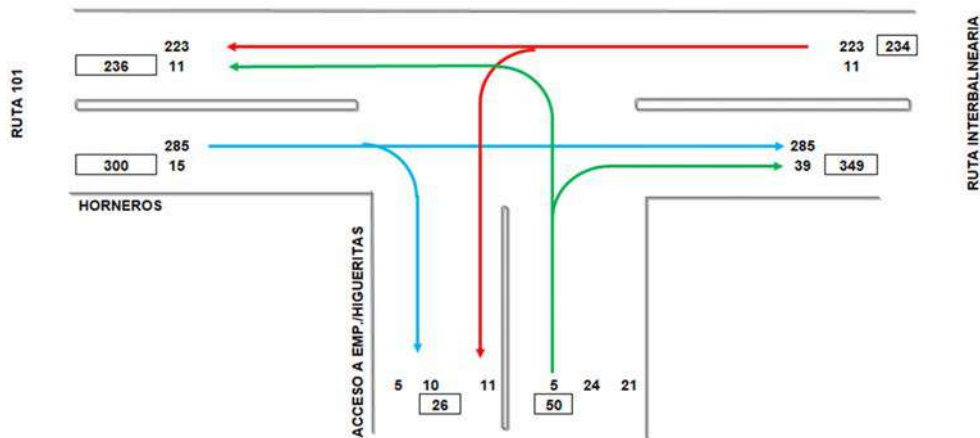 223
223 234
236 11
11
RUTA 101
RUTA INTERBALNEARIA
285
285
300 15
39 349
HORNEROS
ACCESO A EMP./HIGUERITAS
5 10 11 5 24 21
26 50